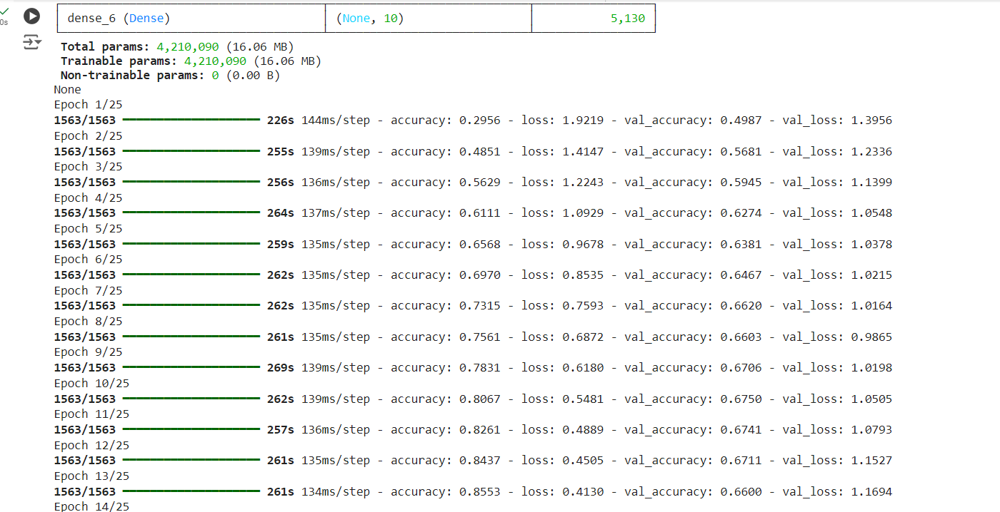 0s
dense_6 (Dense) (None, 10) 5,130
Total params: 4,210,090 (16.06 MB)
Trainable params: 4,210,090 (16.06 MB)
Non-trainable params: 0 (0.00 B)
None
Epoch 1/25
1563/1563 226s 144ms/step - accuracy: 0.2956 - loss: 1.9219 - val_accuracy: 0.4987 - val_loss: 1.3956
Epoch 2/25
1563/1563 255s 139ms/step - accuracy: 0.4851 - loss: 1.4147 - val_accuracy: 0.5681 - val_loss: 1.2336
Epoch 3/25
1563/1563 256s 136ms/step - accuracy: 0.5629 - loss: 1.2243 - val_accuracy: 0.5945 - val_loss: 1.1399
Epoch 4/25
1563/1563 264s 137ms/step - accuracy: 0.6111 - loss: 1.0929 - val_accuracy: 0.6274 - val_loss: 1.0548
Epoch 5/25
1563/1563 259s 135ms/step - accuracy: 0.6568 - loss: 0.9678 - val_accuracy: 0.6381 - val_loss: 1.0378
Epoch 6/25
1563/1563 262s 135ms/step - accuracy: 0.6970 - loss: 0.8535 - val_accuracy: 0.6467 - val_loss: 1.0215
Epoch 7/25
1563/1563 262s 135ms/step - accuracy: 0.7315 - loss: 0.7593 - val_accuracy: 0.6620 - val_loss: 1.0164
Epoch 8/25
1563/1563 261s 135ms/step - accuracy: 0.7561 - loss: 0.6872 - val_accuracy: 0.6603 - val_loss: 0.9865
Epoch 9/25
1563/1563 269s 139ms/step - accuracy: 0.7831 - loss: 0.6180 - val_accuracy: 0.6706 - val_loss: 1.0198
Epoch 10/25
1563/1563 262s 139ms/step - accuracy: 0.8067 - loss: 0.5481 - val_accuracy: 0.6750 - val_loss: 1.0505
Epoch 11/25
1563/1563 257s 136ms/step - accuracy: 0.8261 - loss: 0.4889 - val_accuracy: 0.6741 - val_loss: 1.0793
Epoch 12/25
1563/1563 261s 135ms/step - accuracy: 0.8437 - loss: 0.4505 - val_accuracy: 0.6711 - val_loss: 1.1527
Epoch 13/25
1563/1563 261s 134ms/step - accuracy: 0.8553 - loss: 0.4130 - val_accuracy: 0.6600 - val_loss: 1.1694
Epoch 14/25